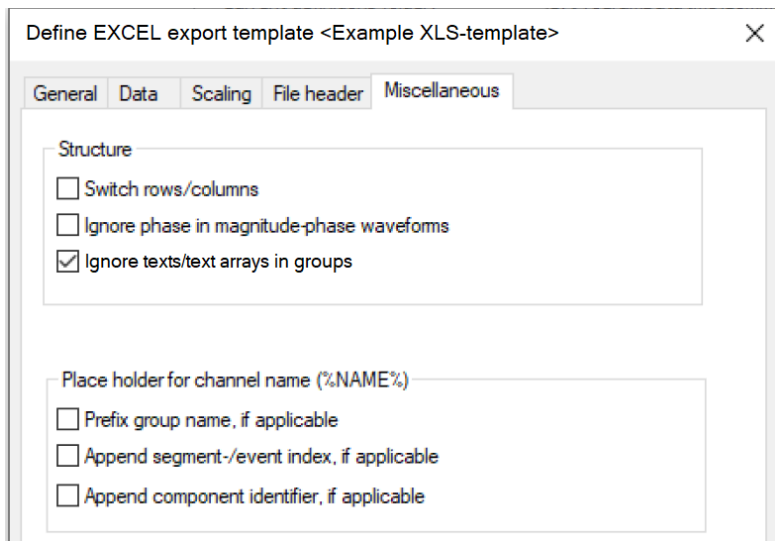 Define EXCEL export template <Example XLS-template>
General Data Scaling File header Miscellaneous
Structure
Switch rows/columns
Ignore phase in magnitude-phase waveforms
Ignore texts/text arrays in groups
Place holder for channel name (%NAME%)
Prefix group name, if applicable
Append segment-/event index, if applicable
Append component identifier, if applicable